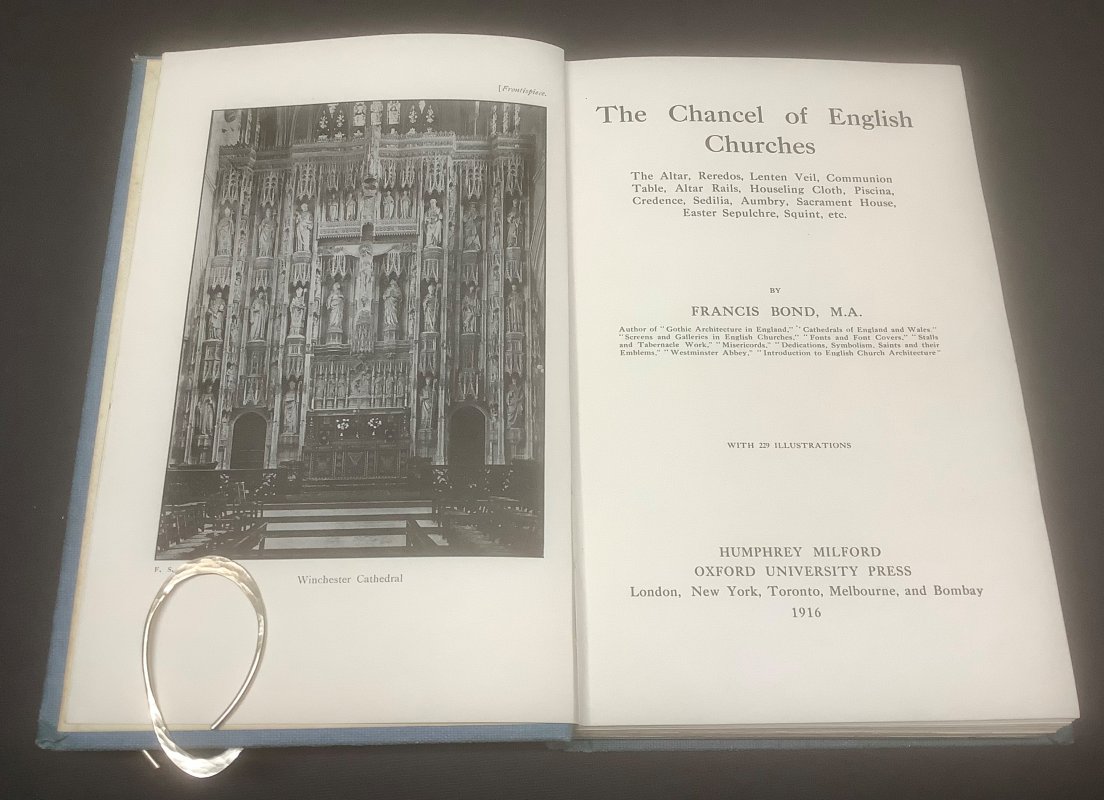 [Frontispiece.
F. S.
Winchester Cathedral
The Chancel of English
Churches
The Altar, Reredos, Lenten Veil, Communion
Table, Altar Rails, Houseling Cloth, Piscina,
Credence, Sedilia, Aumbry, Sacrament House,
Easter Sepulchre, Squint, etc.
BY
FRANCIS BOND, M.A.
Author of "Gothic Architecture in England," "Cathedrals of England and Wales,"
"Screens and Galleries in English Churches," "Fonts and Font Covers," "Stalls
and Tabernacle Work," "Misericords," "Dedications, Symbolism, Saints and their
Emblems," "Westminster Abbey," "Introduction to English Church Architecture"
WITH 229 ILLUSTRATIONS
HUMPHREY MILFORD
OXFORD UNIVERSITY PRESS
London, New York, Toronto, Melbourne, and Bombay
1916